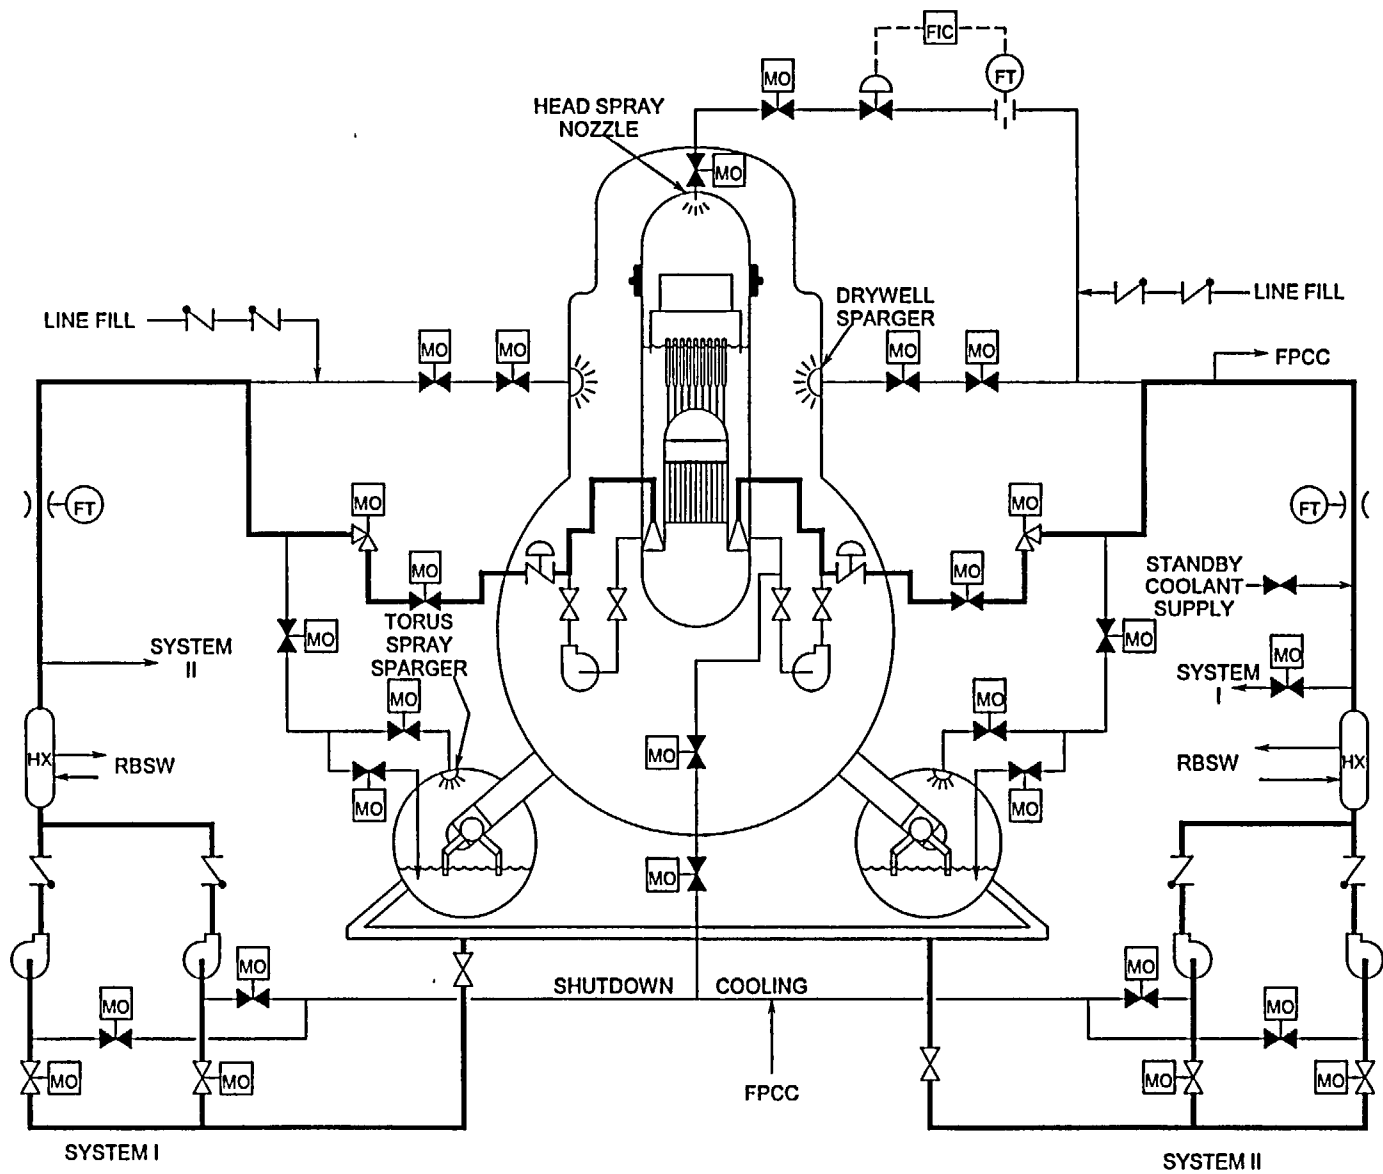 FIC
MO
FT
HEAD SPRAY
NOZZLE
MO
DRYWELL
SPARGER
LINE FILL
LINE FILL
MO
MO
MO
MO
FPCC
FT
MO
MO
FT
MO
MO
STANDBY
COOLANT
SUPPLY
TORUS
SPRAY
SPARGER
MO
MO
SYSTEM
II
MO
SYSTEM
I
MO
MO
HX
RBSW
MO
RBSW
HX
MO
MO
MO
MO
MO
MO
SHUTDOWN COOLING
MO
MO
MO
MO
MO
MO
FPCC
SYSTEM I
SYSTEM II